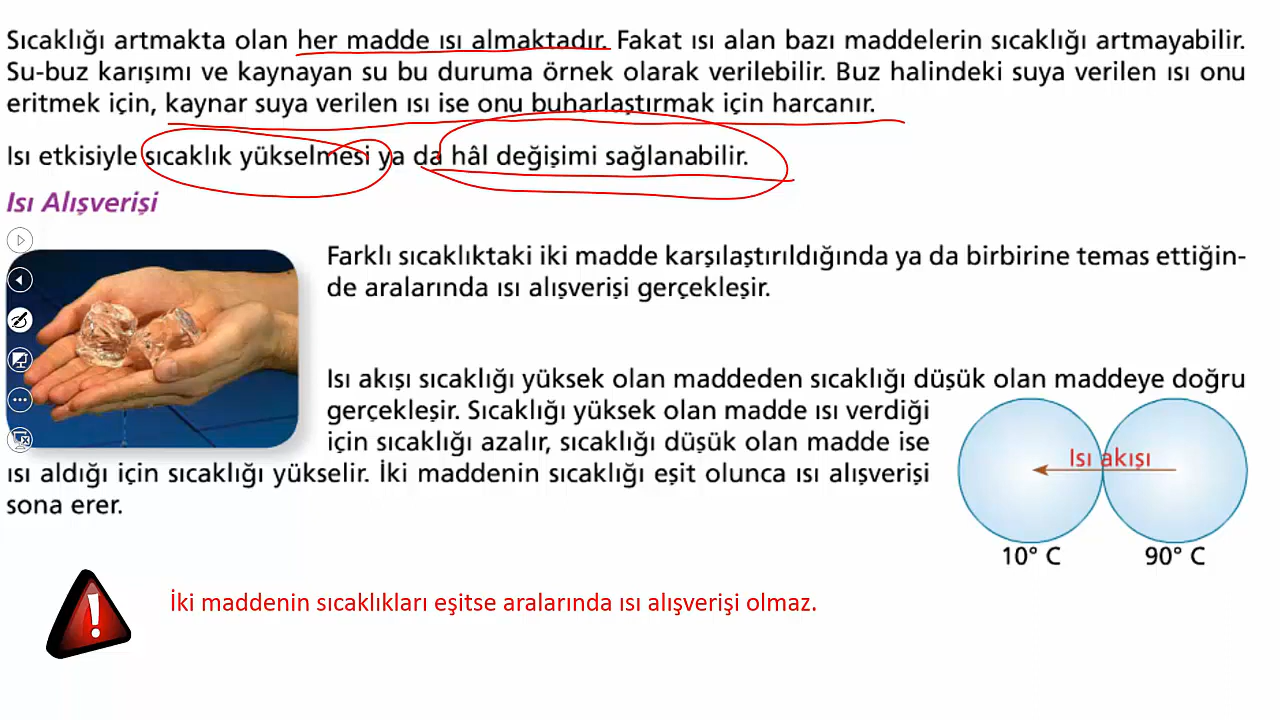 Sıcaklığı artmakta olan her madde ısı almaktadır. Fakat ısı alan bazı maddelerin sıcaklığı artmayabilir.
Su-buz karışımı ve kaynayan su bu duruma örnek olarak verilebilir. Buz halindeki suya verilen ısı onu
eritmek için, kaynar suya verilen ısı ise onu buharlaştırmak için harcanır.
Isı etkisiyle sıcaklık yükselmesi ya da hâl değişimi sağlanabilir.
Isı Alışverişi
Farklı sıcaklıktaki iki madde karşılaştırıldığında ya da birbirine temas ettiğin-
de aralarında ısı alışverişi gerçekleşir.
Isı akışı sıcaklığı yüksek olan maddeden sıcaklığı düşük olan maddeye doğru
gerçekleşir. Sıcaklığı yüksek olan madde ısı verdiği
için sıcaklığı azalır, sıcaklığı düşük olan madde ise
ısı aldığı için sıcaklığı yükselir. İki maddenin sıcaklığı eşit olunca ısı alışverişi
sona erer.
Isı akışı
10° C 90° C
İki maddenin sıcaklıkları eşitse aralarında ısı alışverişi olmaz.